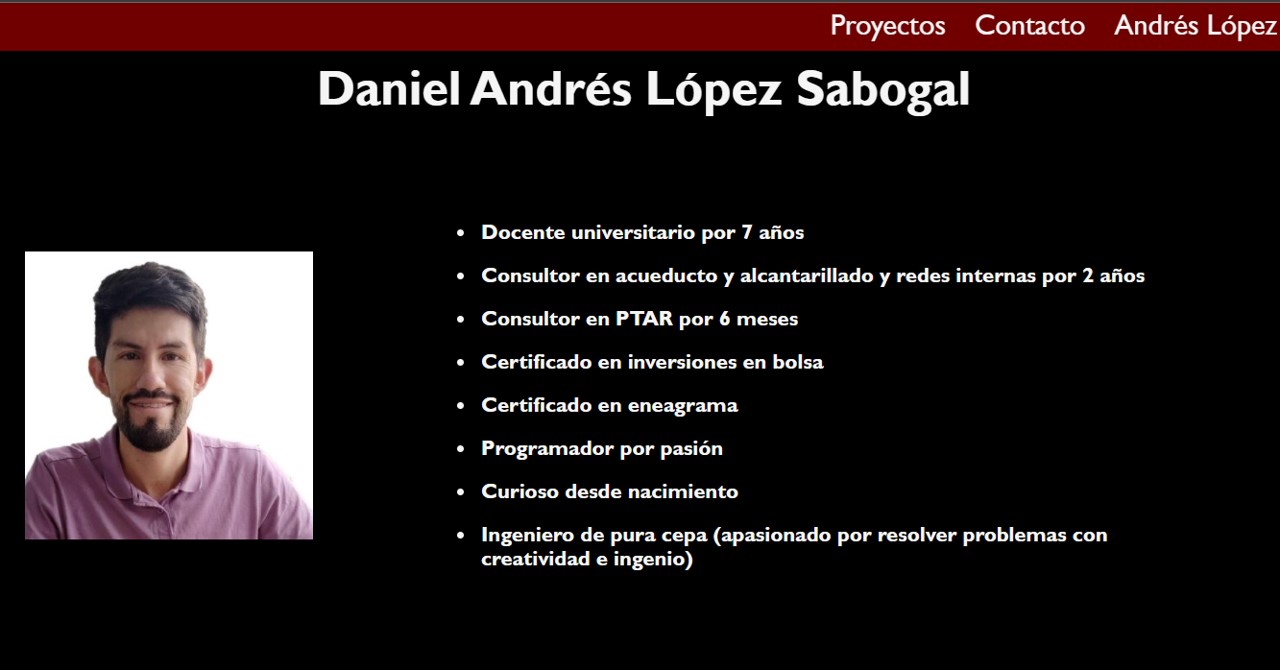 Proyectos Contacto Andrés López
Daniel Andrés López Sabogal
Docente universitario por 7 años
Consultor en acueducto y alcantarillado y redes internas por 2 años
Consultor en PTAR por 6 meses
Certificado en inversiones en bolsa
Certificado en eneagrama
Programador por pasión
Curioso desde nacimiento
Ingeniero de pura cepa (apasionado por resolver problemas con
creatividad e ingenio)